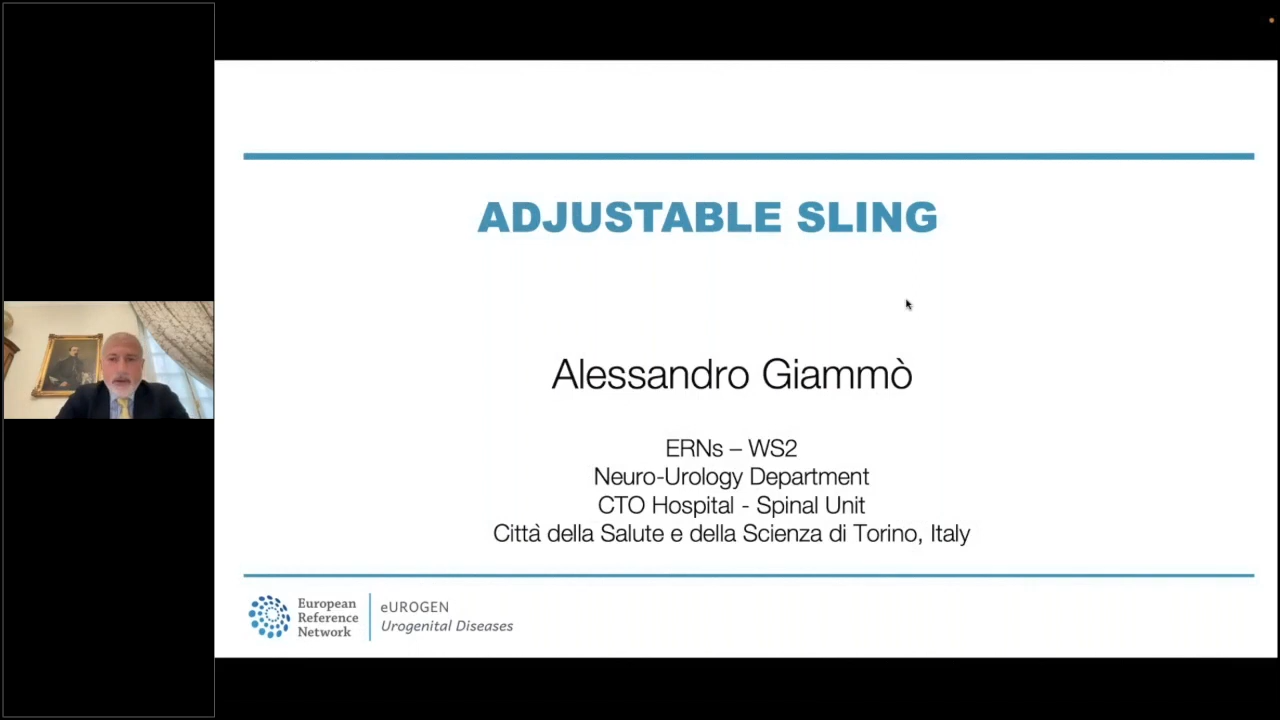 ADJUSTABLE SLING
Alessandro Giammò
ERNs – WS2
Neuro-Urology Department
CTO Hospital - Spinal Unit
Città della Salute e della Scienza di Torino, Italy
European
Reference
Network
eUROGEN
Urogenital Diseases